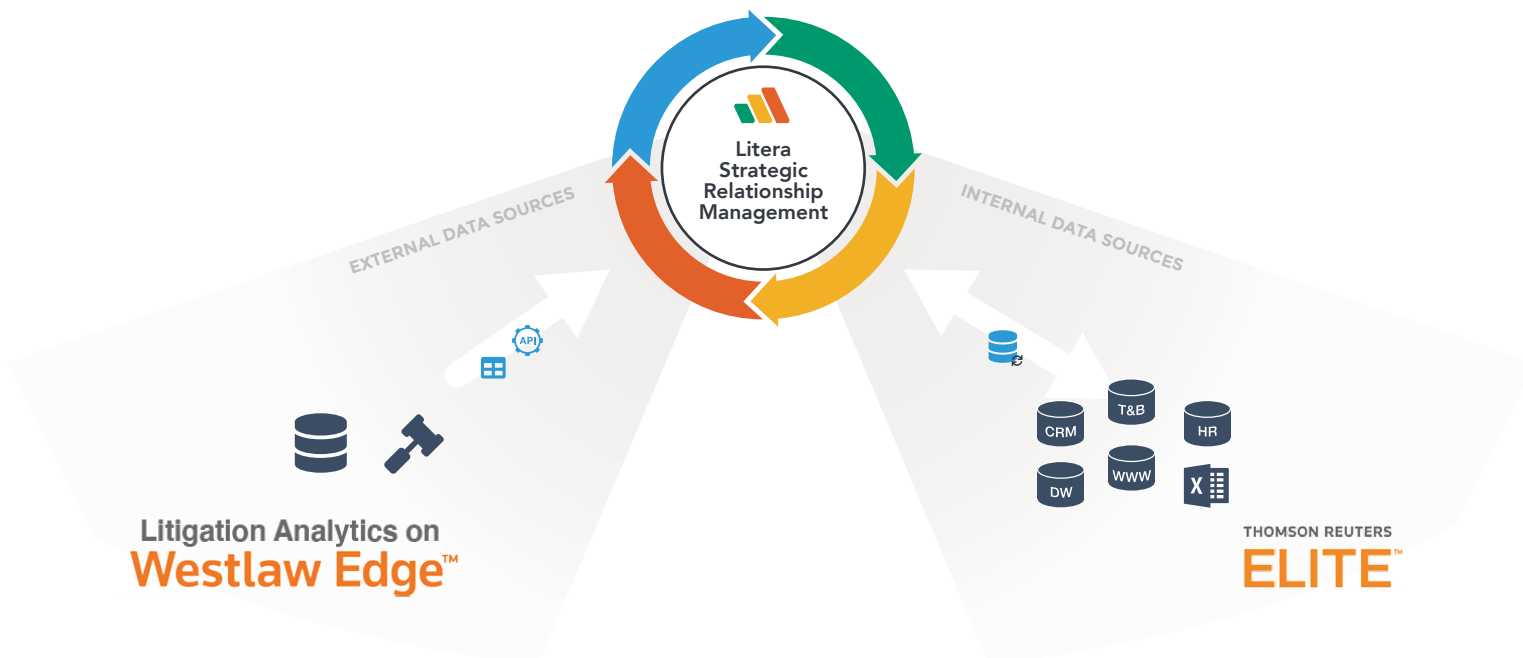 Litera
Strategic
Relationship
Management
EXTERNAL DATA SOURCES
INTERNAL DATA SOURCES
API
T&B
CRM
HR
WWW
DW
X
Litigation Analytics on
Westlaw Edge™
THOMSON REUTERS
ELITE™